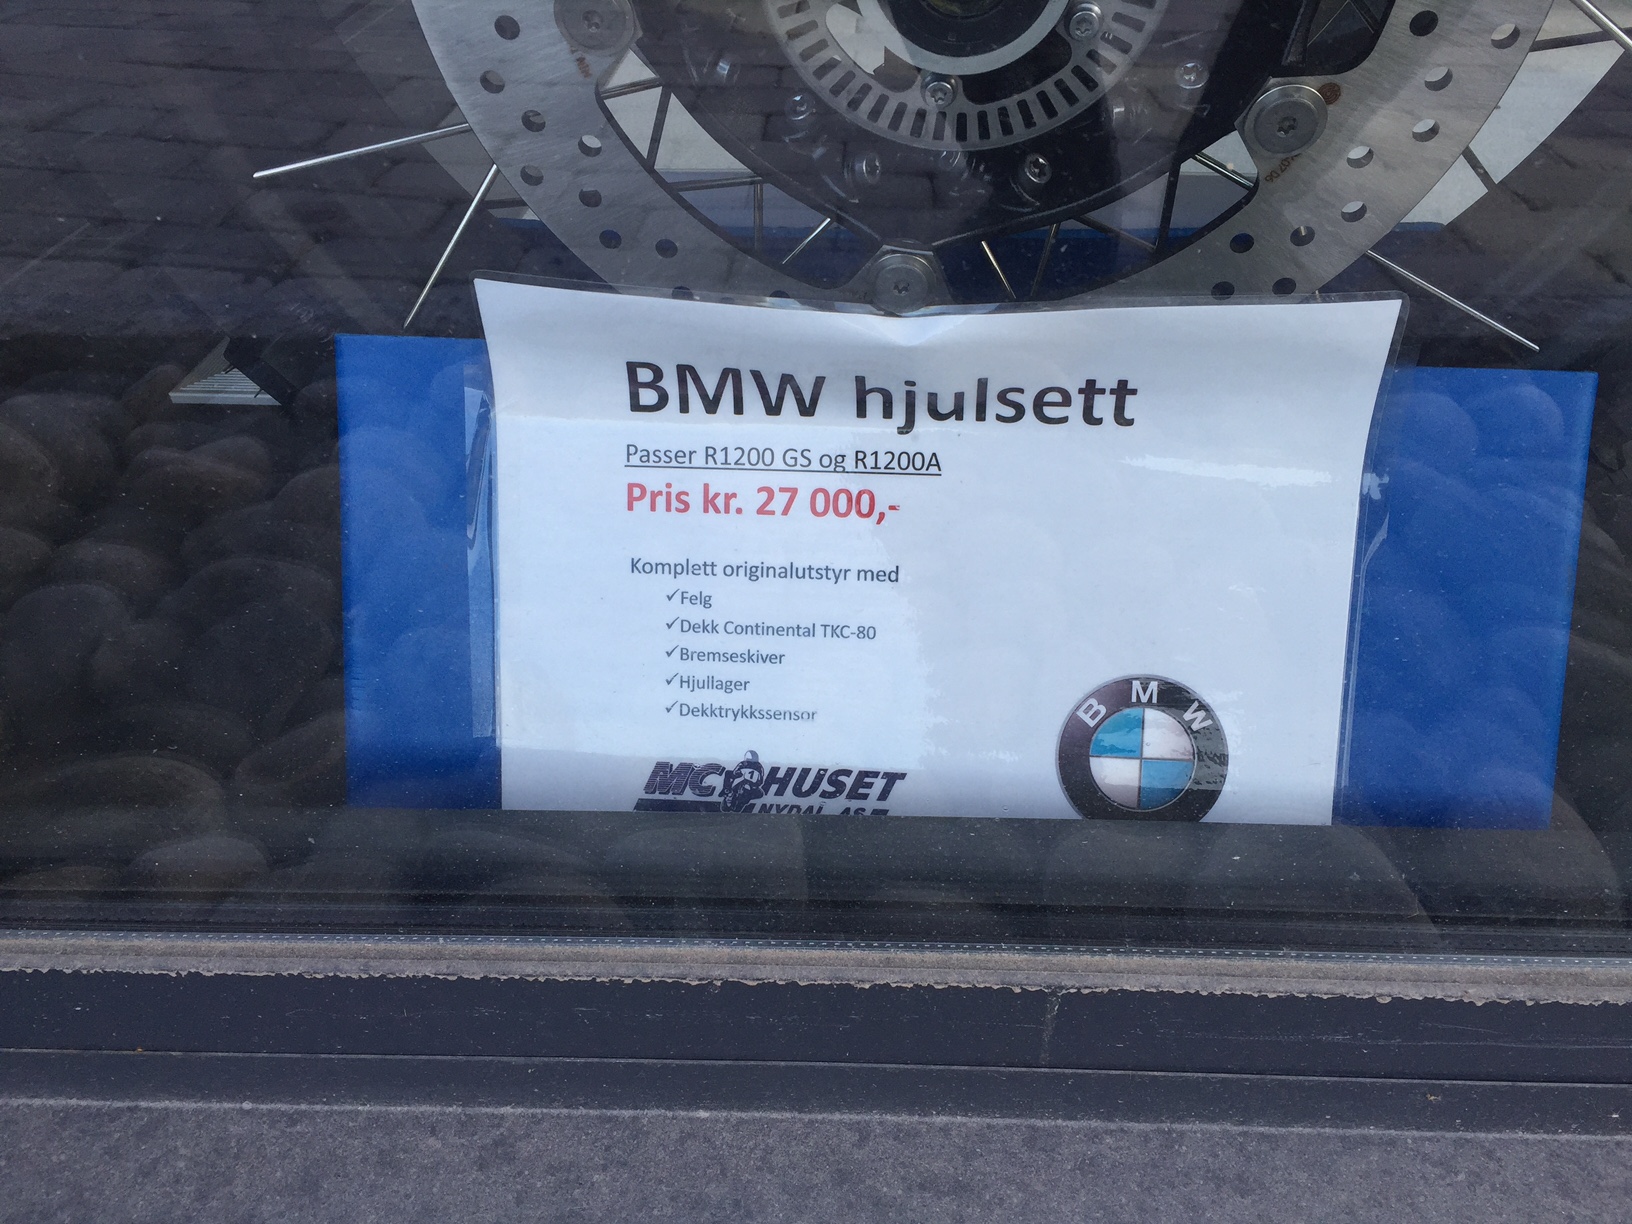 BMW hjulsett
Passer R1200 GS og R1200A
Pris kr. 27 000,-
Komplett originalutstyr med
✓Felg
✓Dekk Continental TKC-80
✓Bremseskiver
✓Hjullager
✓Dekktrykkssensor
MC HUSET
NYDAL AS
BMW